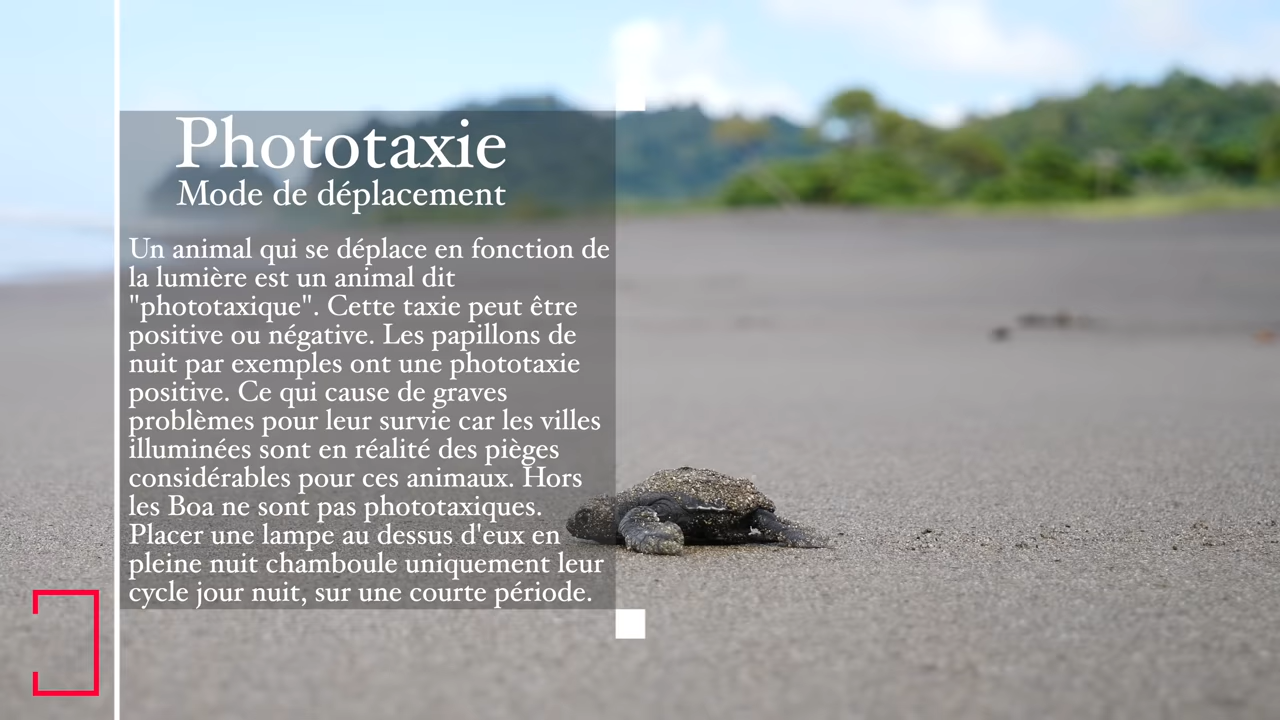 Phototaxie
Mode de déplacement
Un animal qui se déplace en fonction de
la lumière est un animal dit
"phototaxique". Cette taxie peut être
positive ou négative. Les papillons de
nuit par exemples ont une phototaxie
positive. Ce qui cause de graves
problèmes pour leur survie car les villes
illuminées sont en réalité des pièges
considérables pour ces animaux. Hors
les Boa ne sont pas phototaxiques.
Placer une lampe au dessus d'eux en
pleine nuit chamboule uniquement leur
cycle jour nuit, sur une courte période.